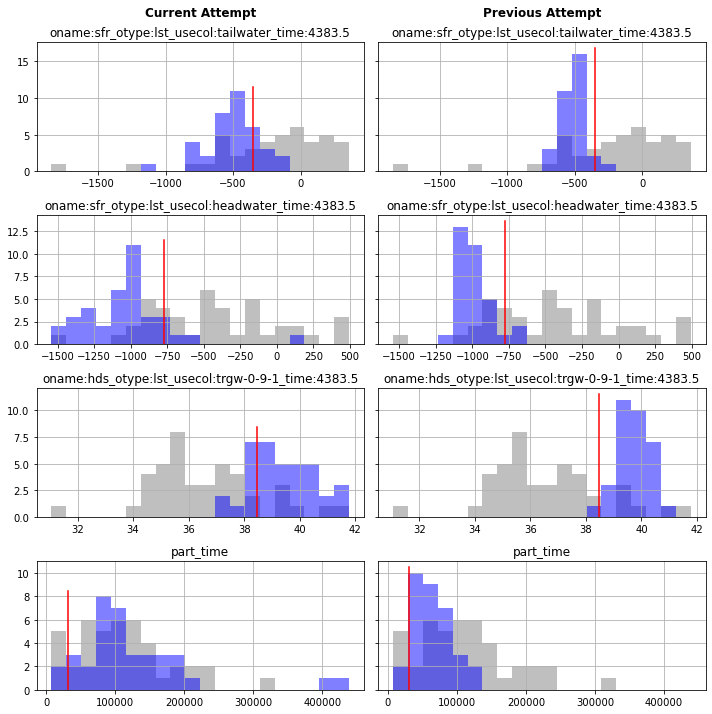 Current Attempt
Previous Attempt
oname:sfr_otype:lst_usecol:tailwater_time:4383.5
oname:sfr_otype:lst_usecol:tailwater_time:4383.5
15
10
5
0
−1500 −1000 −500 0
−1500 −1000 −500 0
oname:sfr_otype:lst_usecol:headwater_time:4383.5
oname:sfr_otype:lst_usecol:headwater_time:4383.5
12.5
10.0
7.5
5.0
2.5
0.0
−1500 −1250 −1000 −750 −500 −250 0 250 500
−1500 −1250 −1000 −750 −500 −250 0 250 500
oname:hds_otype:lst_usecol:trgw-0-9-1_time:4383.5
oname:hds_otype:lst_usecol:trgw-0-9-1_time:4383.5
10.0
7.5
5.0
2.5
0.0
32 34 36 38 40 42
32 34 36 38 40 42
part_time
part_time
10
8
6
4
2
0
0 100000 200000 300000 400000
0 100000 200000 300000 400000